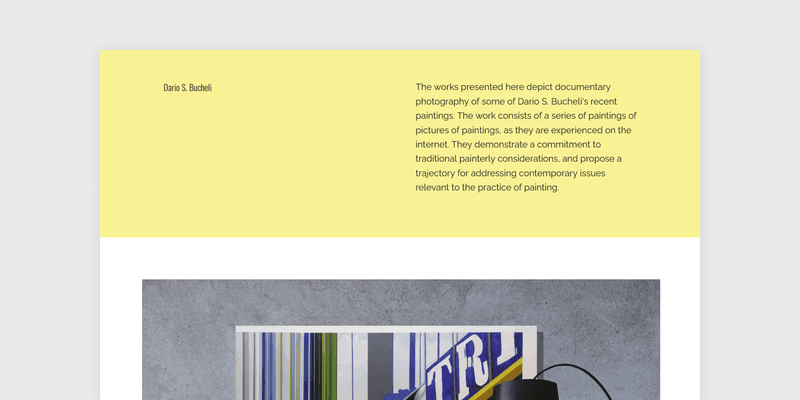 Dario S. Bucheli
The works presented here depict documentary
photography of some of Dario S. Bucheli's recent
paintings. The work consists of a series of paintings of
pictures of paintings, as they are experienced on the
internet. They demonstrate a commitment to
traditional painterly considerations, and propose a
trajectory for addressing contemporary issues
relevant to the practice of painting.
TRI